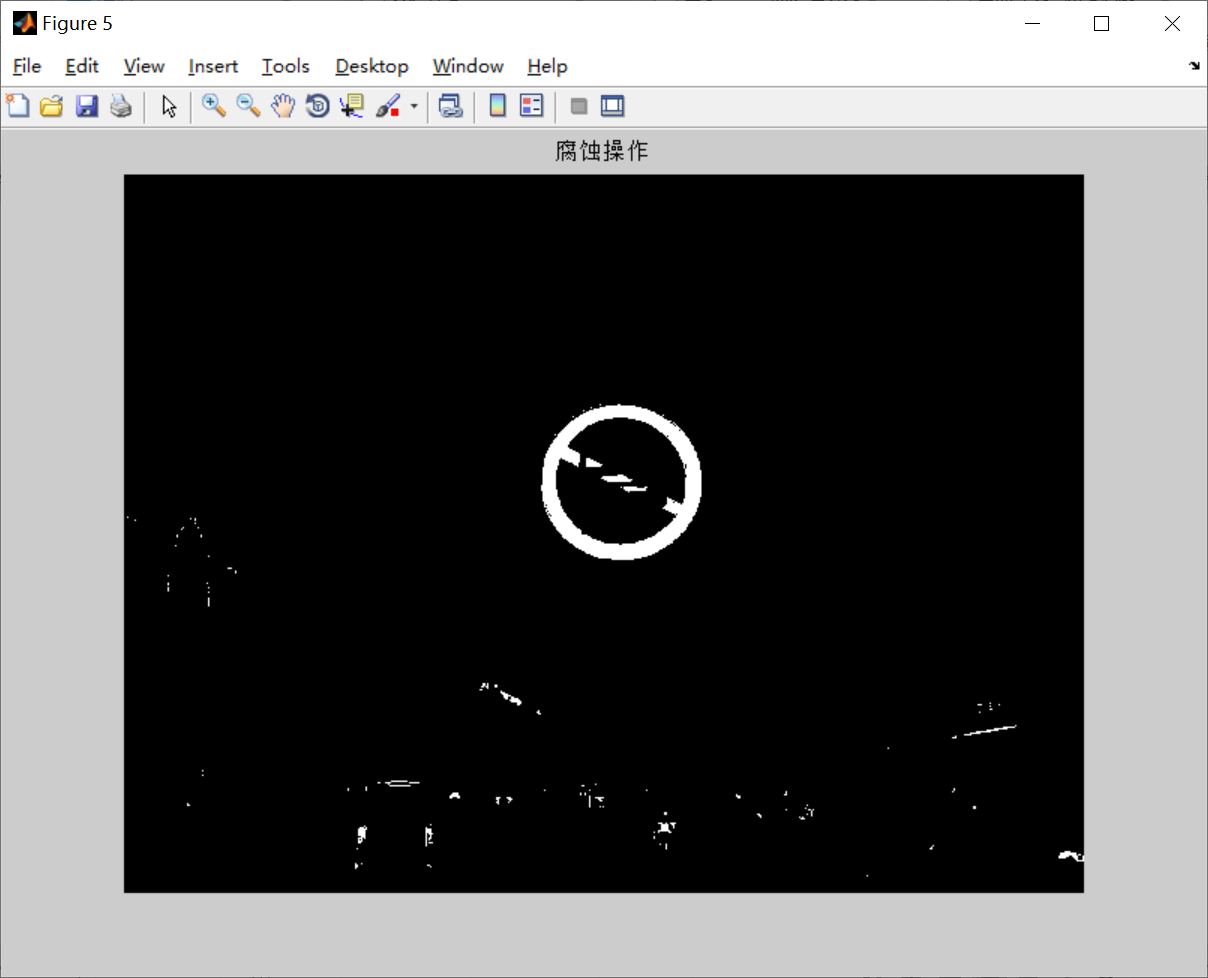 Figure 5
File Edit View Insert Tools Desktop Window Help
腐蚀操作